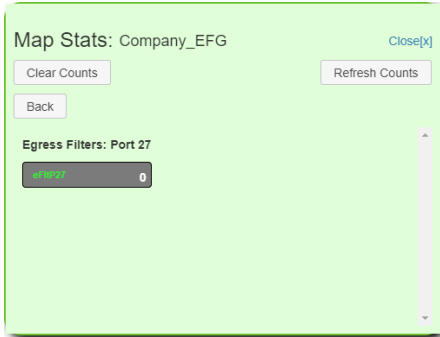 Map Stats: Company_EFG
Close[x]
Clear Counts
Refresh Counts
Back
Egress Filters: Port 27
eFltP27
0